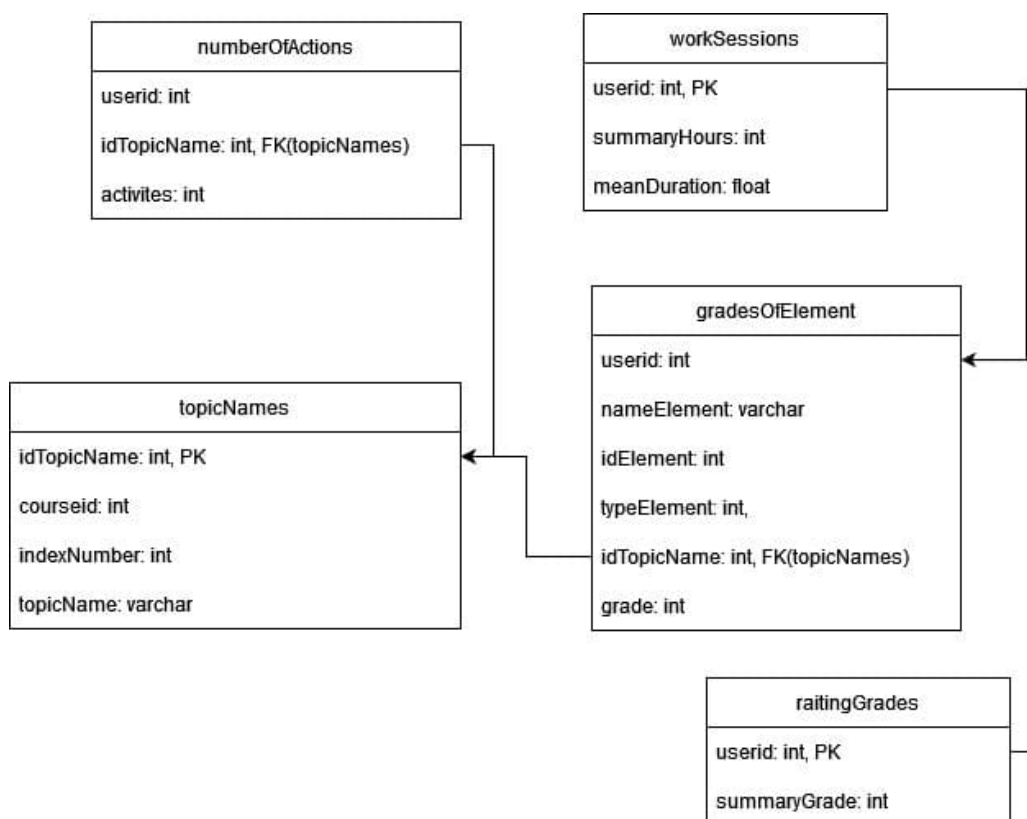 numberOfActions
userid: int
idTopicName: int, FK(topicNames)
activites: int
workSessions
userid: int, PK
summaryHours: int
meanDuration: float
topicNames
idTopicName: int, PK
courseid: int
indexNumber: int
topicName: varchar
gradesOfElement
userid: int
nameElement: varchar
idElement: int
typeElement: int,
idTopicName: int, FK(topicNames)
grade: int
raitingGrades
userid: int, PK
summaryGrade: int